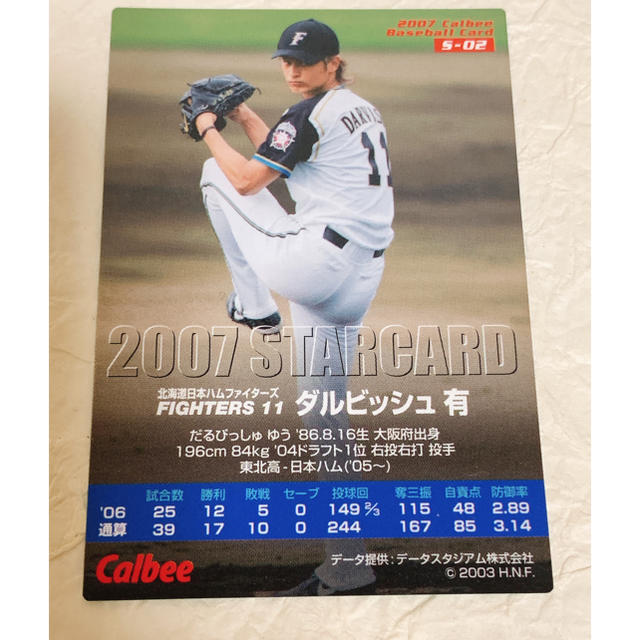 2007 Calbee
Baseball Card
S-02
F
DARVIS
11
2007 STARCARD
北海道日本ハムファイターズ
FIGHTERS 11 ダルビッシュ 有
だるびっしゅ ゆう '86.8.16生 大阪府出身
196cm 84kg '04ドラフト1位 右投右打 投手
東北高-日本ハム('05~)
試合数 勝利 敗戦 セーブ 投球回 奪三振 自責点 防御率
'06 25 12 5 0 149 2/3 115 48 2.89
通算 39 17 10 0 244 167 85 3.14
Calbee
データ提供:データスタジアム株式会社
© 2003 H.N.F.